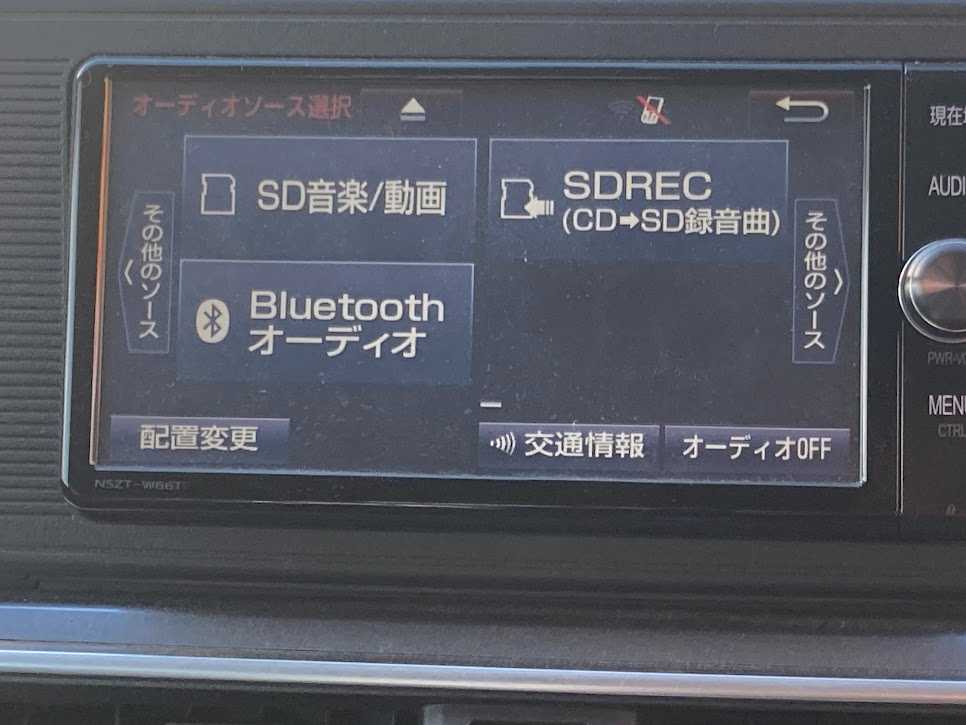 オーディオソース選択
SD音楽/動画
SDREC
(CD➡SD録音曲)
その他のソース
その他のソース
Bluetooth
オーディオ
配置変更
交通情報
オーディオOFF
NSZT-W66T
現在
AUDI
PWR-V
MENU
CTRL